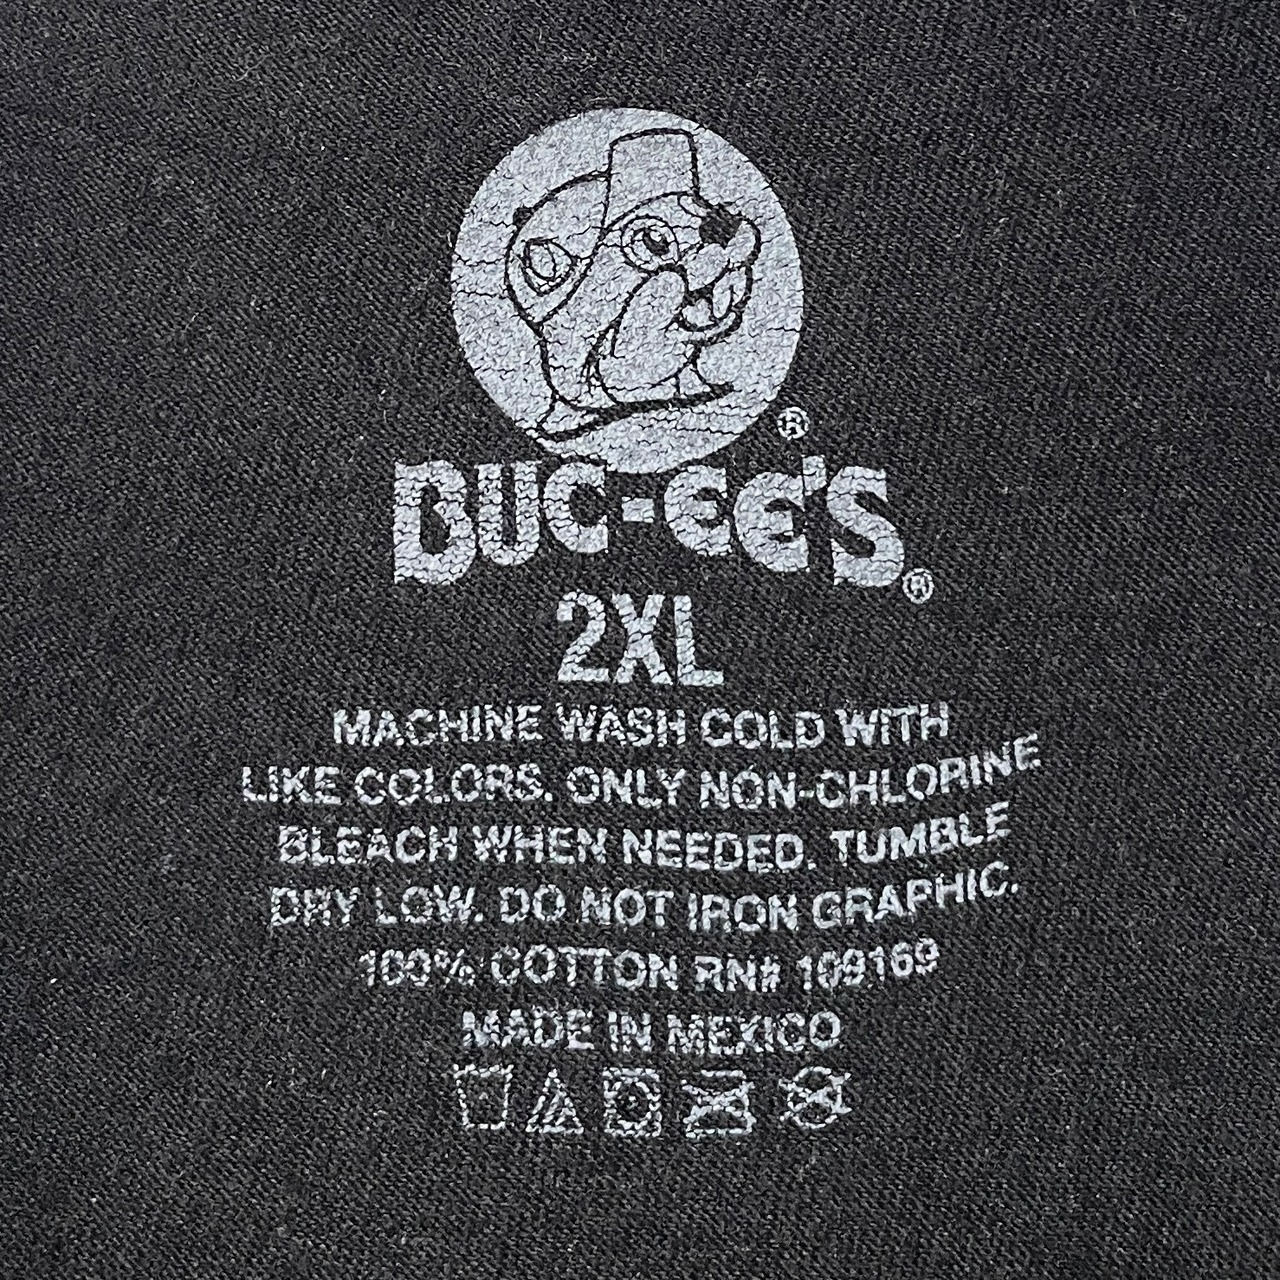 ®
BUC-EE'S®
2XL
MACHINE WASH COLD WITH
LIKE COLORS. ONLY NON-CHLORINE
BLEACH WHEN NEEDED. TUMBLE
DRY LOW. DO NOT IRON GRAPHIC.
100% COTTON RN# 109169
MADE IN MEXICO